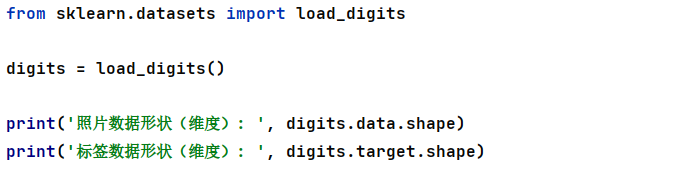 from sklearn.datasets import load_digits
digits = load_digits()
print('照片数据形状（维度）: ', digits.data.shape)
print('标签数据形状（维度）: ', digits.target.shape)